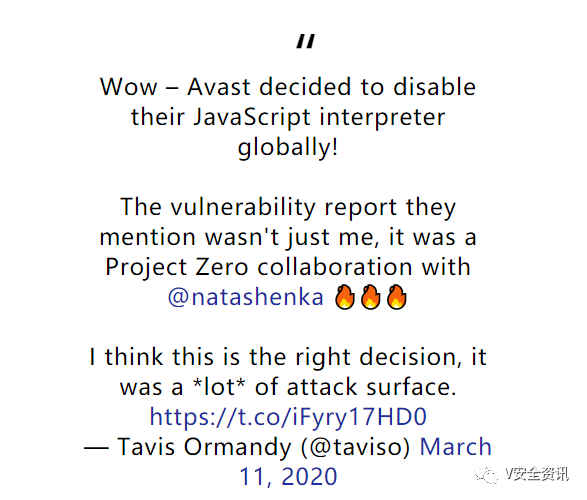 "
Wow – Avast decided to disable
their JavaScript interpreter
globally!
The vulnerability report they
mention wasn't just me, it was a
Project Zero collaboration with
@natashenka 🔥🔥🔥
I think this is the right decision, it
was a *lot* of attack surface.
https://t.co/iFyry17HD0
— Tavis Ormandy (@taviso) March
11, 2020
V安全资讯